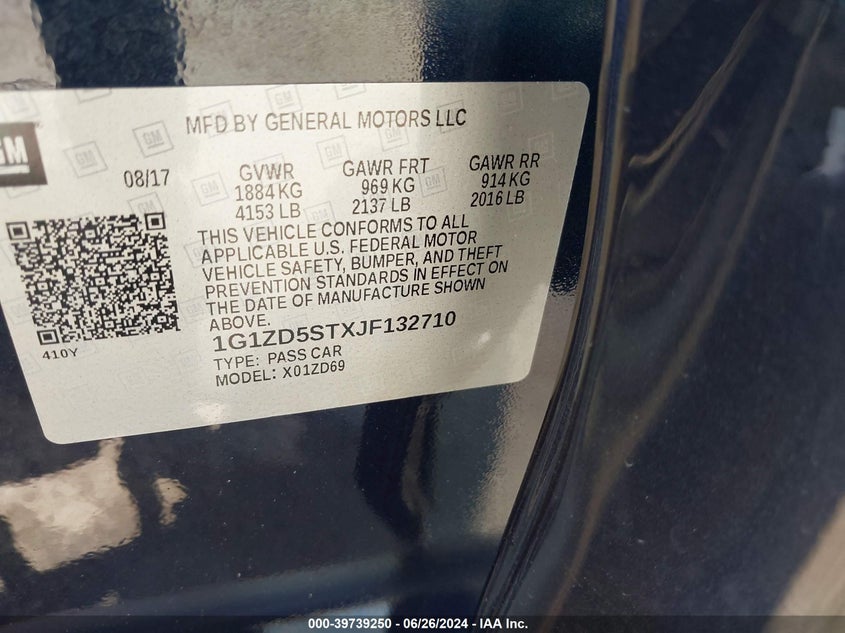 GM
MFD BY GENERAL MOTORS LLC
08/17
GVWR GAWR FRT GAWR RR
1884 KG 969 KG 914 KG
4153 LB 2137 LB 2016 LB
THIS VEHICLE CONFORMS TO ALL
APPLICABLE U.S. FEDERAL MOTOR
VEHICLE SAFETY, BUMPER, AND THEFT
PREVENTION STANDARDS IN EFFECT ON
THE DATE OF MANUFACTURE SHOWN
ABOVE.
410Y
1G1ZD5STXJF132710
TYPE: PASS CAR
MODEL: X01ZD69
000-39739250 - 06/26/2024 - IAA Inc.